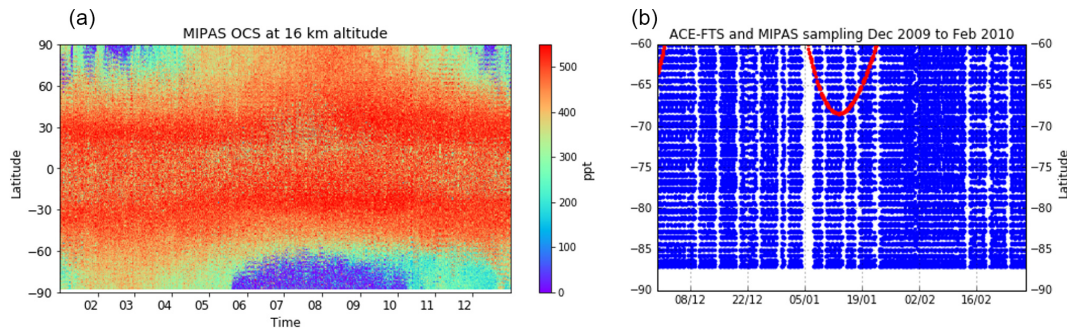 (a)
MIPAS OCS at 16 km altitude
90
60
30
0
−30
−60
−90
Latitude
02 03 04 05 06 07 08 09 10 11 12
Time
500
400
300
200
100
0
ppt
(b)
ACE-FTS and MIPAS sampling Dec 2009 to Feb 2010
−60
−65
−70
−75
−80
−85
−90
−60
−65
−70
−75
−80
−85
−90
Latitude
08/12 22/12 05/01 19/01 02/02 16/02